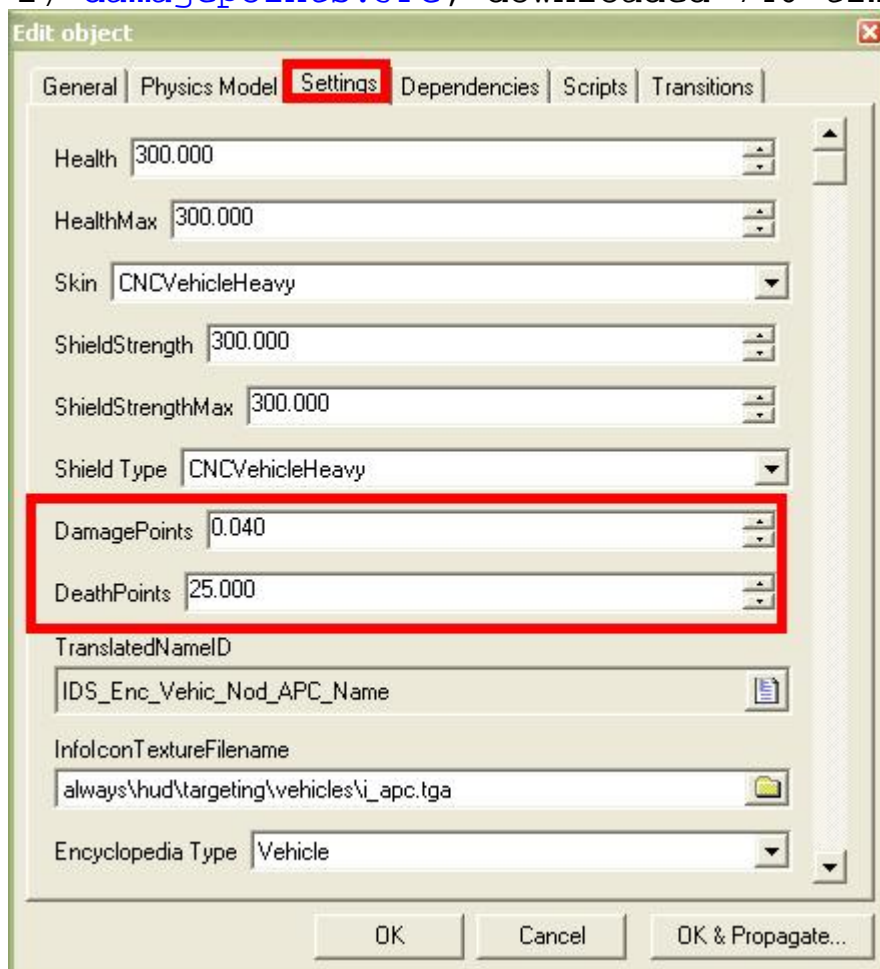 Edit object
General Physics Model Settings Dependencies Scripts Transitions
Health 300.000
HealthMax 300.000
Skin CNCVehicleHeavy
ShieldStrength 300.000
ShieldStrengthMax 300.000
Shield Type CNCVehicleHeavy
DamagePoints 0.040
DeathPoints 25.000
TranslatedNameID
IDS_Enc_Vehic_Nod_APC_Name
InfoIconTextureFilename
always\hud\targeting\vehicles\i_apc.tga
Encyclopedia Type Vehicle
OK Cancel OK & Propagate...